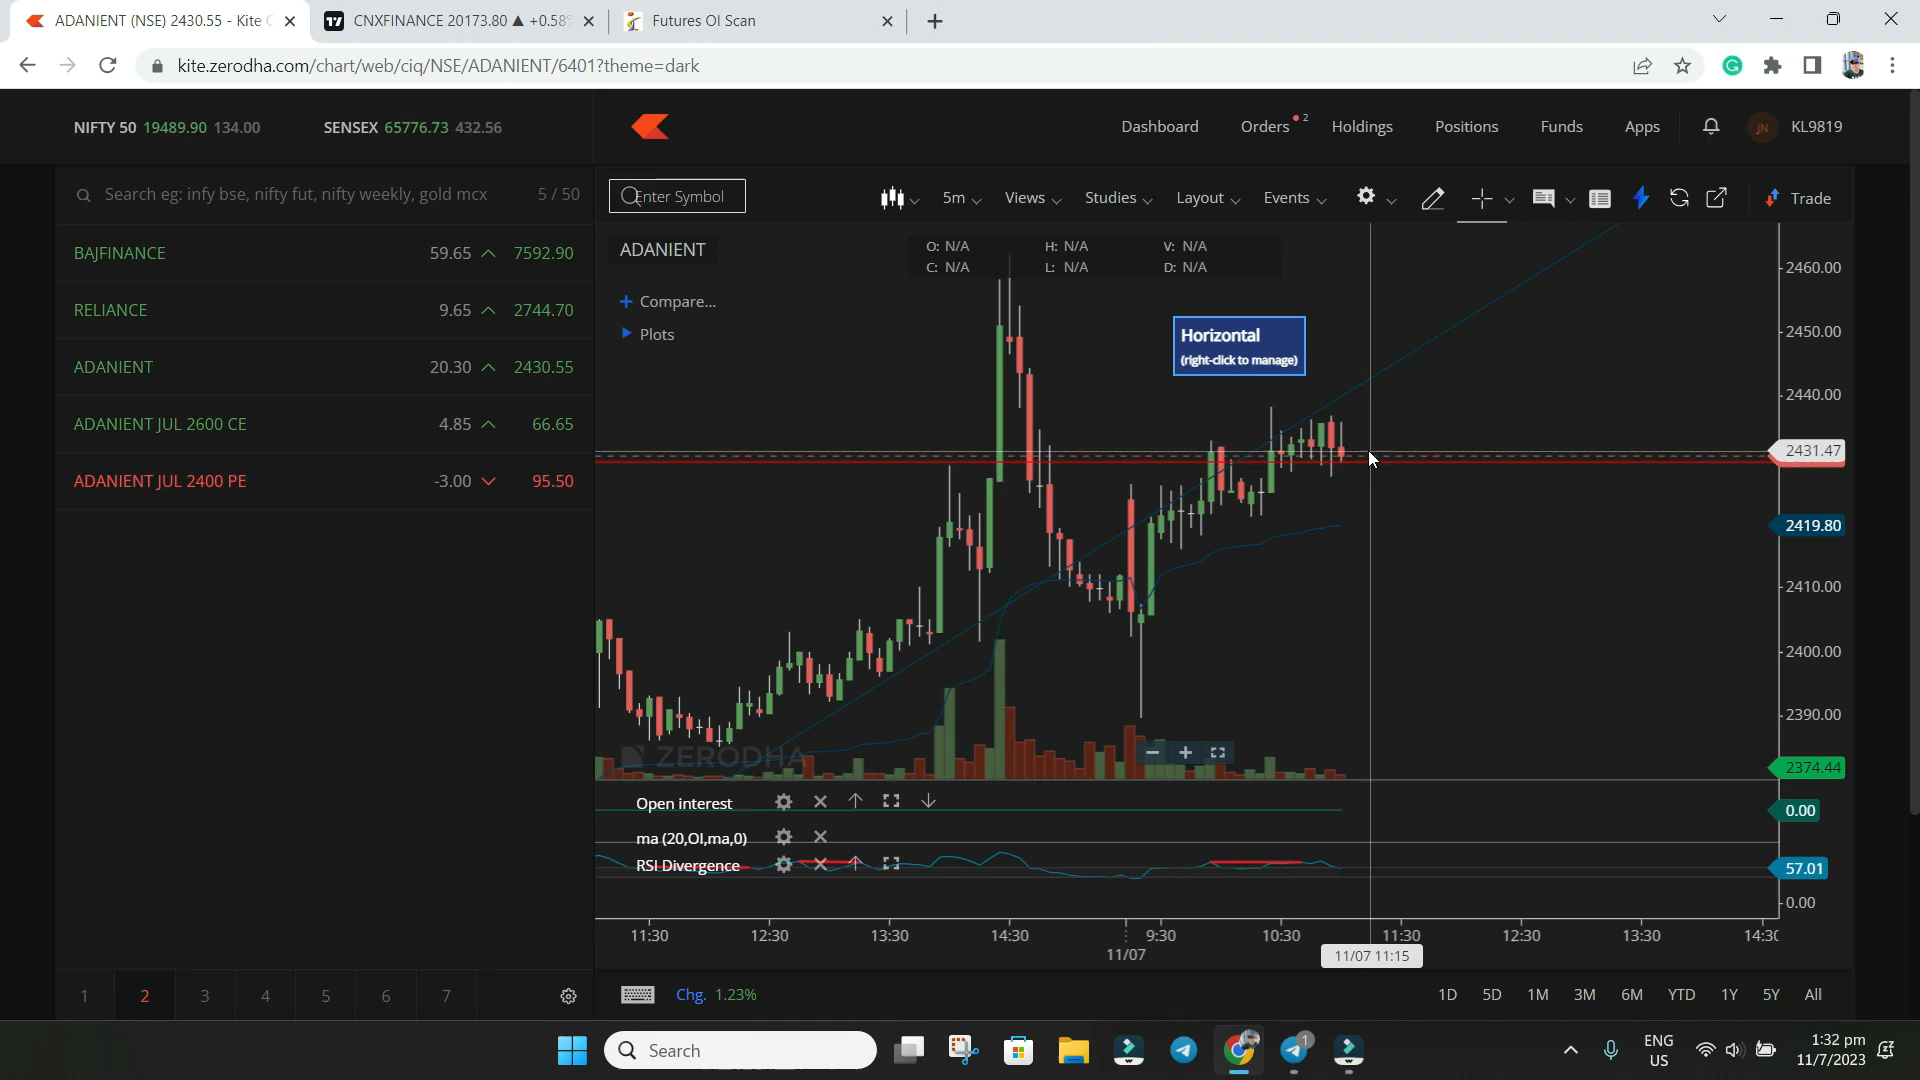 ADANIENT (NSE) 2430.55 - Kite C
CNXFINANCE 20173.80 ▲ +0.58%
Futures OI Scan
kite.zerodha.com/chart/web/ciq/NSE/ADANIENT/6401?theme=dark
NIFTY 50 19489.90 134.00
SENSEX 65776.73 432.56
Dashboard
Orders 2
Holdings
Positions
Funds
Apps
JN
KL9819
Search eg: infy bse, nifty fut, nifty weekly, gold mcx 5 / 50
Enter Symbol
5m
Views
Studies
Layout
Events
Trade
BAJFINANCE 59.65 7592.90
RELIANCE 9.65 2744.70
ADANIENT 20.30 2430.55
ADANIENT JUL 2600 CE 4.85 66.65
ADANIENT JUL 2400 PE -3.00 95.50
ADANIENT
O: N/A H: N/A V: N/A
C: N/A L: N/A D: N/A
+ Compare...
Plots
Horizontal
(right-click to manage)
2460.00
2450.00
2440.00
2431.47
2419.80
2410.00
2400.00
2390.00
2374.44
ZERODHA
Open interest
0.00
ma (20,OI,ma,0)
RSI Divergence
57.01
0.00
11:30 12:30 13:30 14:30 9:30 10:30 11:30 12:30 13:30 14:30
11/07
11/07 11:15
1 2 3 4 5 6 7
Chg. 1.23%
1D 5D 1M 3M 6M YTD 1Y 5Y All
Search
1
ENG
US
1:32 pm
11/7/2023